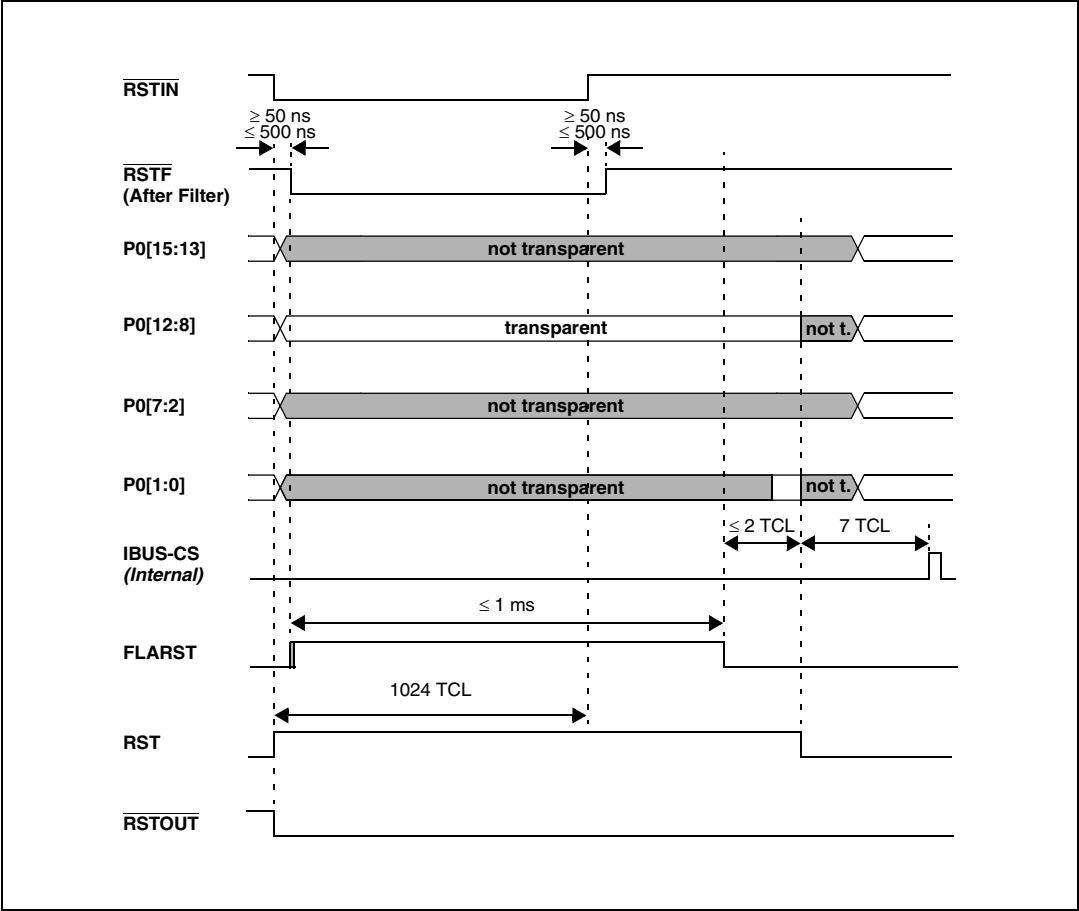 RSTIN
≥ 50 ns
≤ 500 ns
≥ 50 ns
≤ 500 ns
RSTF
(After Filter)
P0[15:13]
not transparent
P0[12:8]
transparent
not t.
P0[7:2]
not transparent
P0[1:0]
not transparent
not t.
≤ 2 TCL
7 TCL
IBUS-CS
(Internal)
≤ 1 ms
FLARST
1024 TCL
RST
RSTOUT